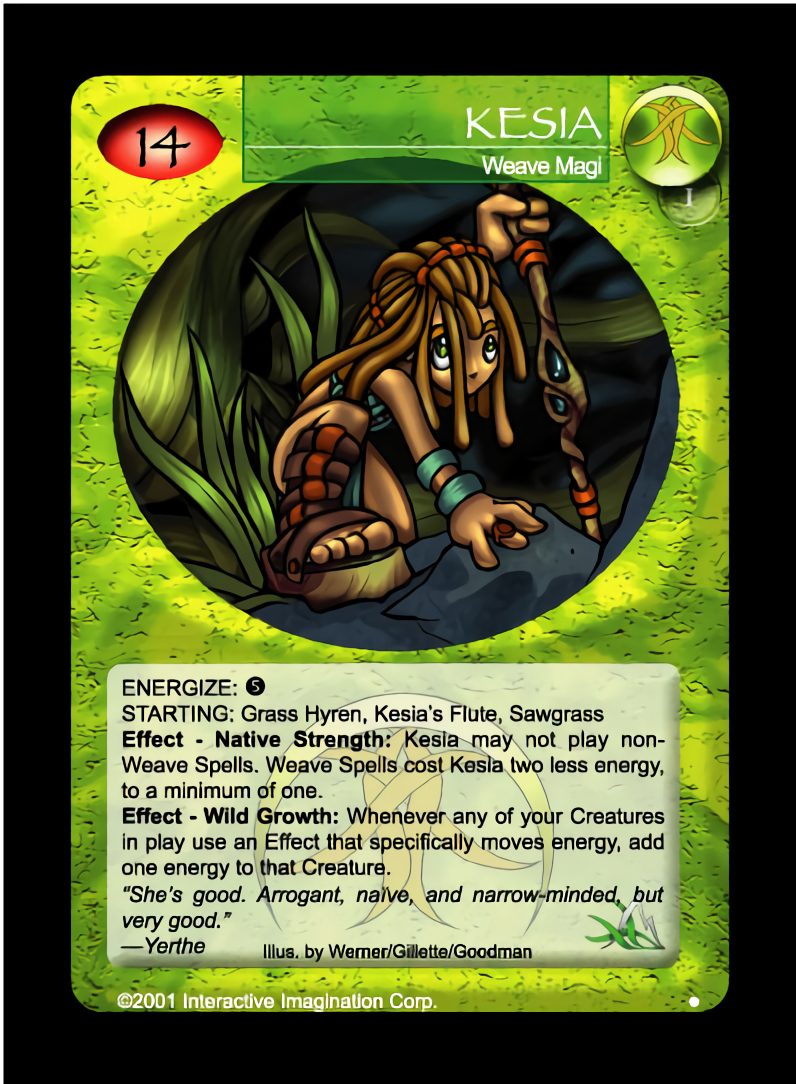 14
KESIA
Weave Magi
I
ENERGIZE: 5
STARTING: Grass Hyren, Kesia's Flute, Sawgrass
Effect - Native Strength: Kesia may not play non-
Weave Spells. Weave Spells cost Kesia two less energy,
to a minimum of one.
Effect - Wild Growth: Whenever any of your Creatures
in play use an Effect that specifically moves energy, add
one energy to that Creature.
"She's good. Arrogant, naïve, and narrow-minded, but
very good."
—Yerthe
Illus. by Werner/Gillette/Goodman
©2001 Interactive Imagination Corp.